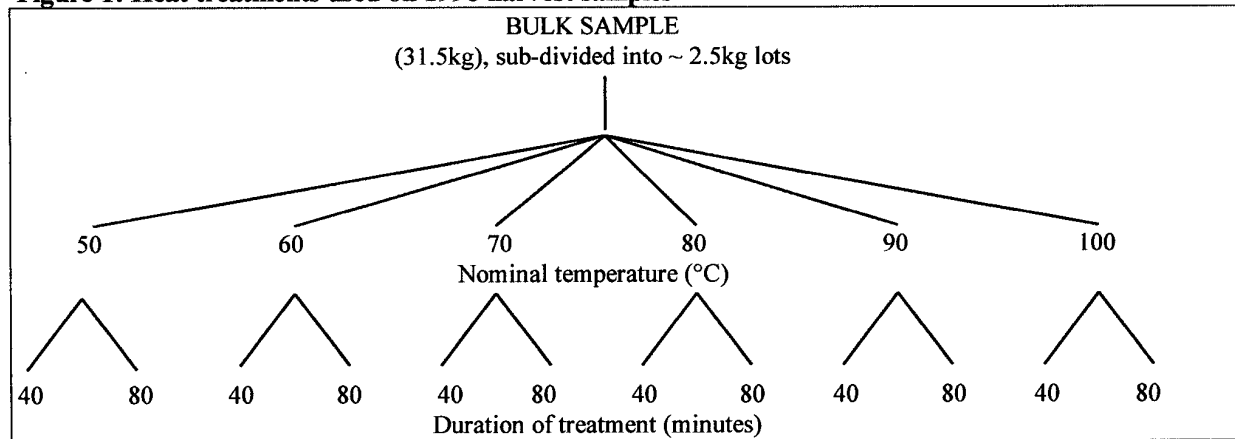 BULK SAMPLE
(31.5kg), sub-divided into ~ 2.5kg lots
50 60 70 80 90 100
Nominal temperature (°C)
40 80 40 80 40 80 40 80 40 80 40 80
Duration of treatment (minutes)